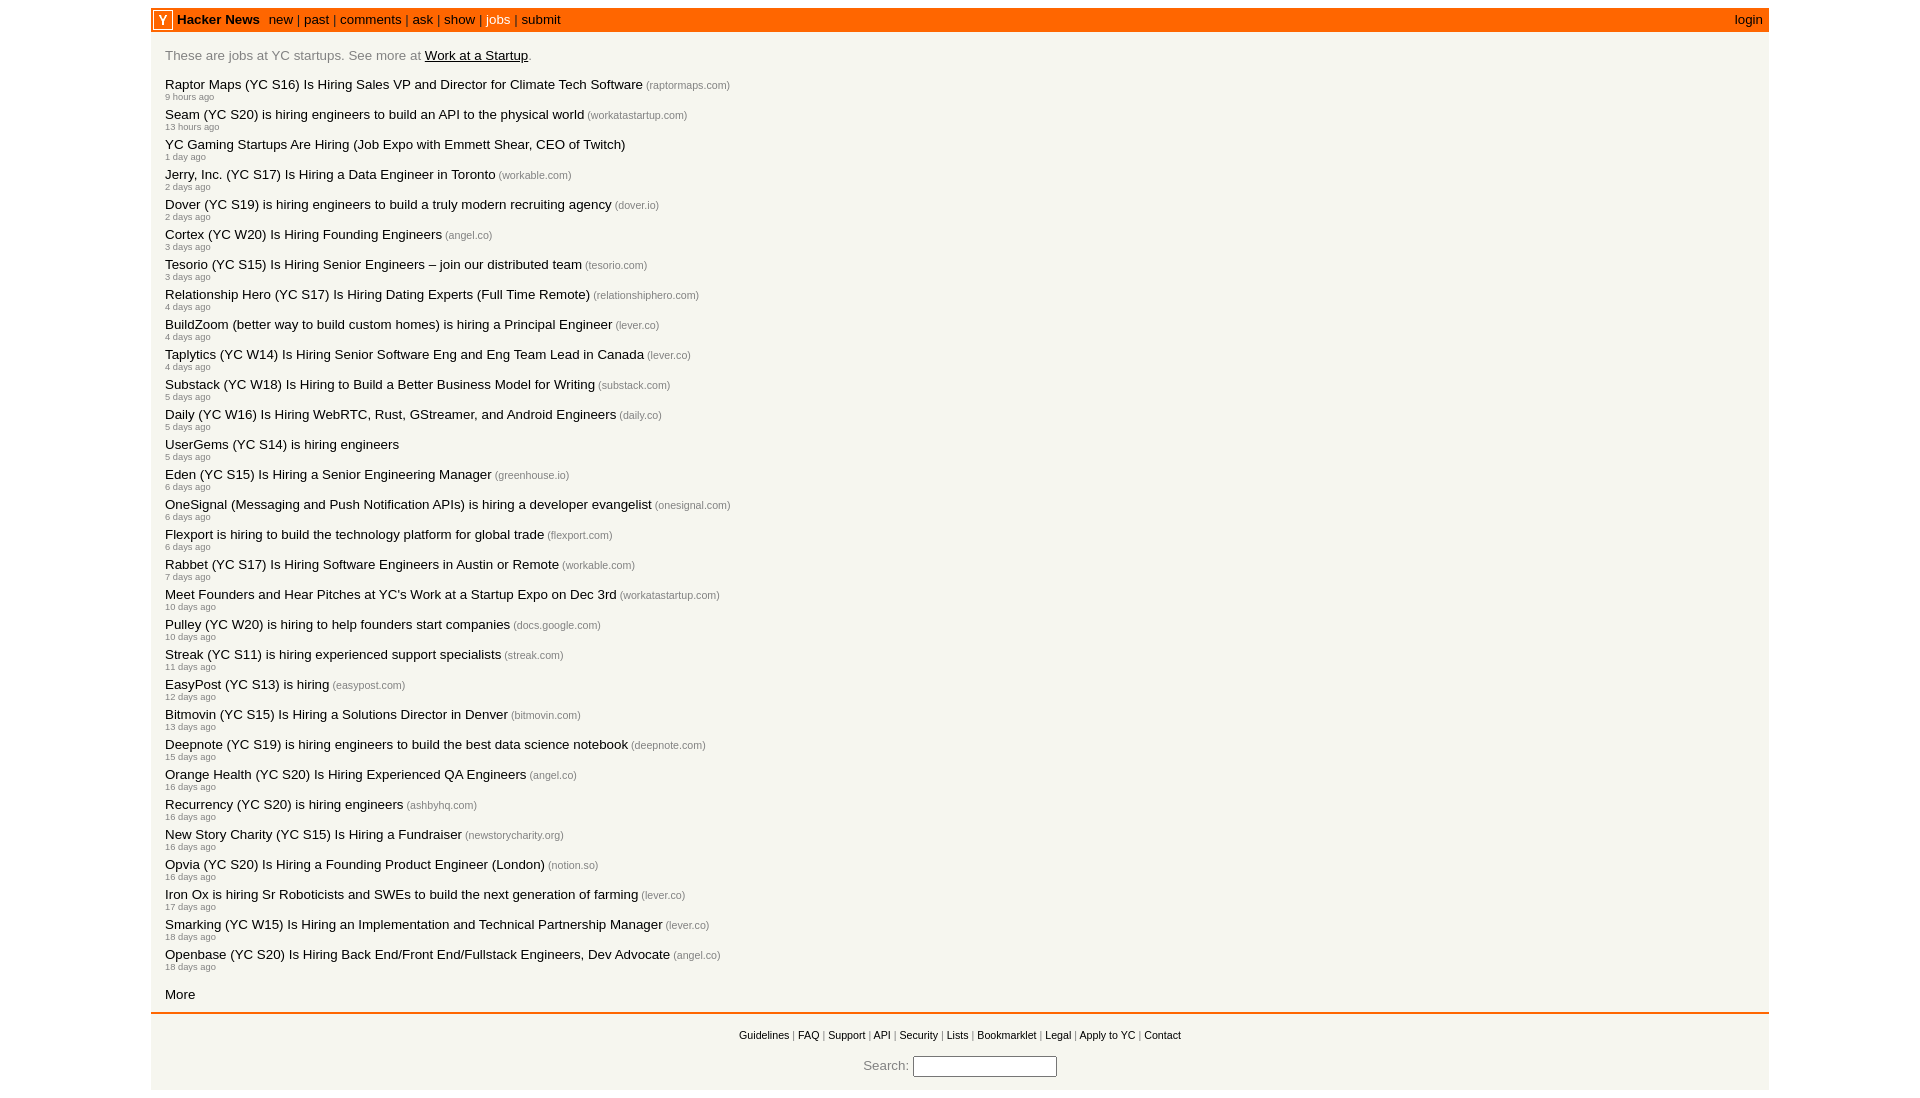 Y Hacker News new | past | comments | ask | show | jobs | submit login
These are jobs at YC startups. See more at Work at a Startup.
Raptor Maps (YC S16) Is Hiring Sales VP and Director for Climate Tech Software (raptormaps.com)
9 hours ago
Seam (YC S20) is hiring engineers to build an API to the physical world (workatastartup.com)
13 hours ago
YC Gaming Startups Are Hiring (Job Expo with Emmett Shear, CEO of Twitch)
1 day ago
Jerry, Inc. (YC S17) Is Hiring a Data Engineer in Toronto (workable.com)
2 days ago
Dover (YC S19) is hiring engineers to build a truly modern recruiting agency (dover.io)
2 days ago
Cortex (YC W20) Is Hiring Founding Engineers (angel.co)
3 days ago
Tesorio (YC S15) Is Hiring Senior Engineers – join our distributed team (tesorio.com)
3 days ago
Relationship Hero (YC S17) Is Hiring Dating Experts (Full Time Remote) (relationshiphero.com)
4 days ago
BuildZoom (better way to build custom homes) is hiring a Principal Engineer (lever.co)
4 days ago
Taplytics (YC W14) Is Hiring Senior Software Eng and Eng Team Lead in Canada (lever.co)
4 days ago
Substack (YC W18) Is Hiring to Build a Better Business Model for Writing (substack.com)
5 days ago
Daily (YC W16) Is Hiring WebRTC, Rust, GStreamer, and Android Engineers (daily.co)
5 days ago
UserGems (YC S14) is hiring engineers
5 days ago
Eden (YC S15) Is Hiring a Senior Engineering Manager (greenhouse.io)
6 days ago
OneSignal (Messaging and Push Notification APIs) is hiring a developer evangelist (onesignal.com)
6 days ago
Flexport is hiring to build the technology platform for global trade (flexport.com)
6 days ago
Rabbet (YC S17) Is Hiring Software Engineers in Austin or Remote (workable.com)
7 days ago
Meet Founders and Hear Pitches at YC's Work at a Startup Expo on Dec 3rd (workatastartup.com)
10 days ago
Pulley (YC W20) is hiring to help founders start companies (docs.google.com)
10 days ago
Streak (YC S11) is hiring experienced support specialists (streak.com)
11 days ago
EasyPost (YC S13) is hiring (easypost.com)
12 days ago
Bitmovin (YC S15) Is Hiring a Solutions Director in Denver (bitmovin.com)
13 days ago
Deepnote (YC S19) is hiring engineers to build the best data science notebook (deepnote.com)
15 days ago
Orange Health (YC S20) Is Hiring Experienced QA Engineers (angel.co)
16 days ago
Recurrency (YC S20) is hiring engineers (ashbyhq.com)
16 days ago
New Story Charity (YC S15) Is Hiring a Fundraiser (newstorycharity.org)
16 days ago
Opvia (YC S20) Is Hiring a Founding Product Engineer (London) (notion.so)
16 days ago
Iron Ox is hiring Sr Roboticists and SWEs to build the next generation of farming (lever.co)
17 days ago
Smarking (YC W15) Is Hiring an Implementation and Technical Partnership Manager (lever.co)
18 days ago
Openbase (YC S20) Is Hiring Back End/Front End/Fullstack Engineers, Dev Advocate (angel.co)
18 days ago
More
Guidelines | FAQ | Support | API | Security | Lists | Bookmarklet | Legal | Apply to YC | Contact
Search: